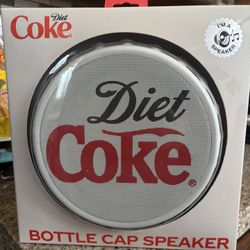 Diet
Coke
I'M A
SPEAKER
Diet
Coke®
BOTTLE CAP SPEAKER